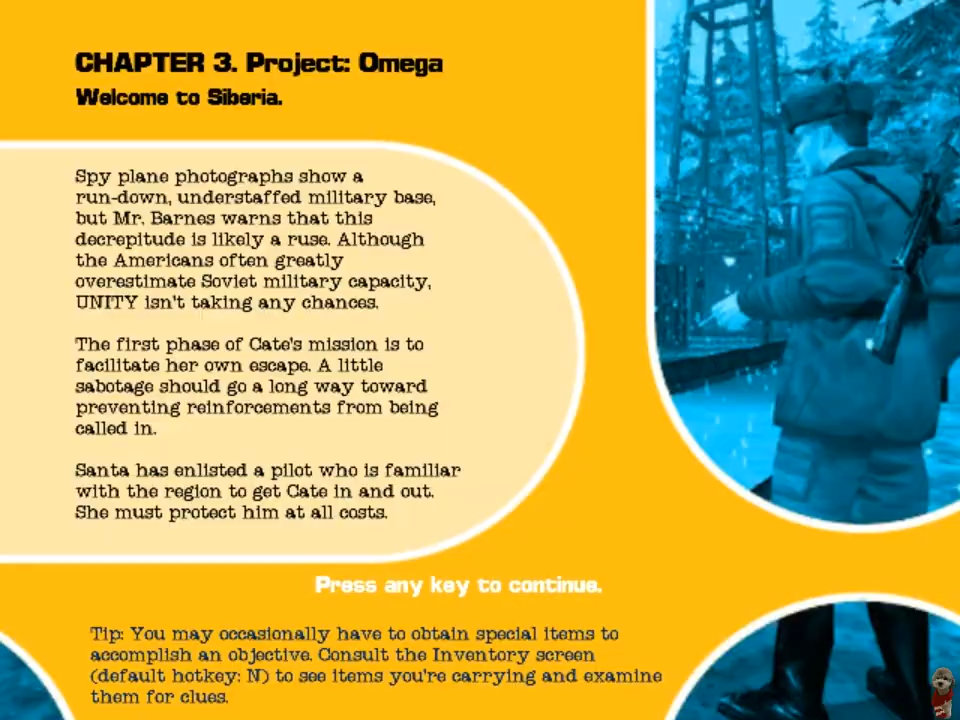 CHAPTER 3. Project: Omega
Welcome to Siberia.
Spy plane photographs show a
run-down, understaffed military base,
but Mr. Barnes warns that this
decrepitude is likely a ruse. Although
the Americans often greatly
overestimate Soviet military capacity,
UNITY isn't taking any chances.
The first phase of Cate's mission is to
facilitate her own escape. A little
sabotage should go a long way toward
preventing reinforcements from being
called in.
Santa has enlisted a pilot who is familiar
with the region to get Cate in and out.
She must protect him at all costs.
Press any key to continue.
Tip: You may occasionally have to obtain special items to
accomplish an objective. Consult the Inventory screen
(default hotkey: N) to see items you're carrying and examine
them for clues.